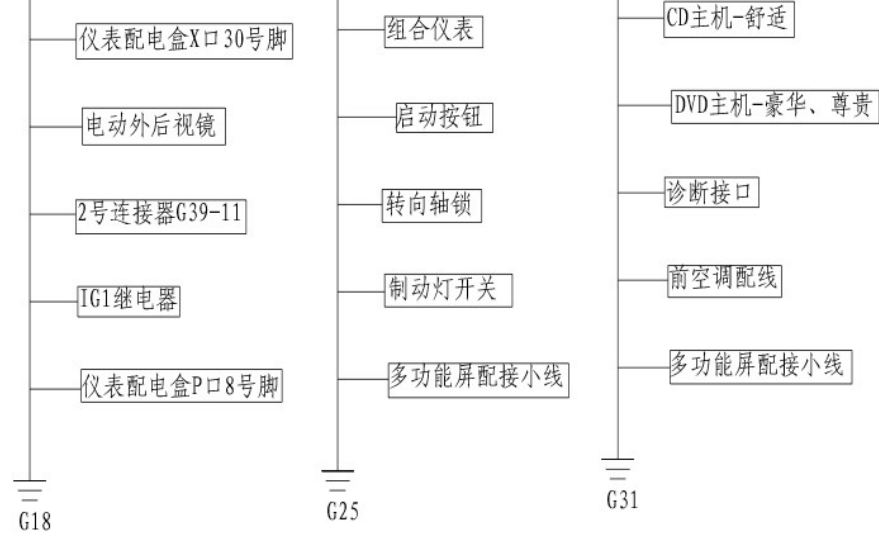 仪表配电盒X口30号脚
电动外后视镜
2号连接器G39-11
IG1继电器
仪表配电盒P口8号脚
G18
组合仪表
启动按钮
转向轴锁
制动灯开关
多功能屏配接小线
G25
CD主机-舒适
DVD主机-豪华、尊贵
诊断接口
前空调配线
多功能屏配接小线
G31